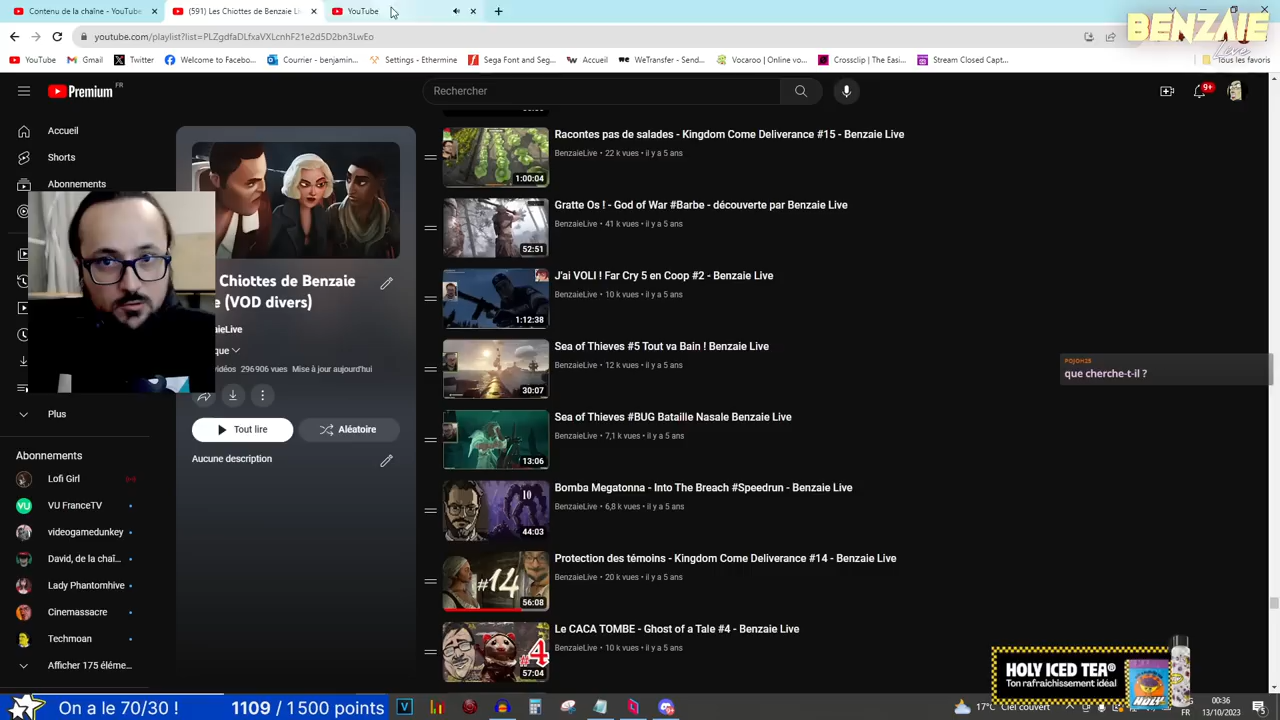 Contenu de la chaîne - YouTube
(591) Les Chiottes de Benzaie Li
YouTube
youtube.com/playlist?list=PLZgdfaDLfxaVXLcnhF21e2d5D2bn3LwEo
YouTube
Gmail
Twitter
Welcome to Facebo...
Courrier - benjamin...
Settings - Ethermine
Sega Font and Seg...
Accueil
WeTransfer - Send...
Vocaroo | Online vo...
Crossclip | The Easi...
Stream Closed Capt...
Tous les favoris
BENZAIE
Live
Premium FR
Rechercher
9+
Accueil
Shorts
Abonnements
Plus
Abonnements
Lofi Girl
VU FranceTV
videogamedunkey
David, de la chaî...
Lady Phantomhive
Cinemassacre
Techmoan
Afficher 175 éléme...
Chiottes de Benzaie
e (VOD divers)
aieLive
que
vidéos 296 906 vues Mise à jour aujourd'hui
Tout lire
Aléatoire
Aucune description
Racontes pas de salades - Kingdom Come Deliverance #15 - Benzaie Live
BenzaieLive • 22 k vues • il y a 5 ans
1:00:04
Gratte Os ! - God of War #Barbe - découverte par Benzaie Live
BenzaieLive • 41 k vues • il y a 5 ans
52:51
J'ai VOLI ! Far Cry 5 en Coop #2 - Benzaie Live
BenzaieLive • 10 k vues • il y a 5 ans
1:12:38
Sea of Thieves #5 Tout va Bain ! Benzaie Live
BenzaieLive • 12 k vues • il y a 5 ans
30:07
Sea of Thieves #BUG Bataille Nasale Benzaie Live
BenzaieLive • 7,1 k vues • il y a 5 ans
13:06
Bomba Megatonna - Into The Breach #Speedrun - Benzaie Live
BenzaieLive • 6,8 k vues • il y a 5 ans
10
44:03
Protection des témoins - Kingdom Come Deliverance #14 - Benzaie Live
BenzaieLive • 20 k vues • il y a 5 ans
#14
56:08
Le CACA TOMBE - Ghost of a Tale #4 - Benzaie Live
BenzaieLive • 10 k vues • il y a 5 ans
#4
57:04
POJOH28
que cherche-t-il ?
HOLY ICED TEA®
Ton rafraichissement idéal
HOLY
On a le 70/30 !
1109 / 1500 points
17°C Ciel couvert
FR
00:36
13/10/2023
5